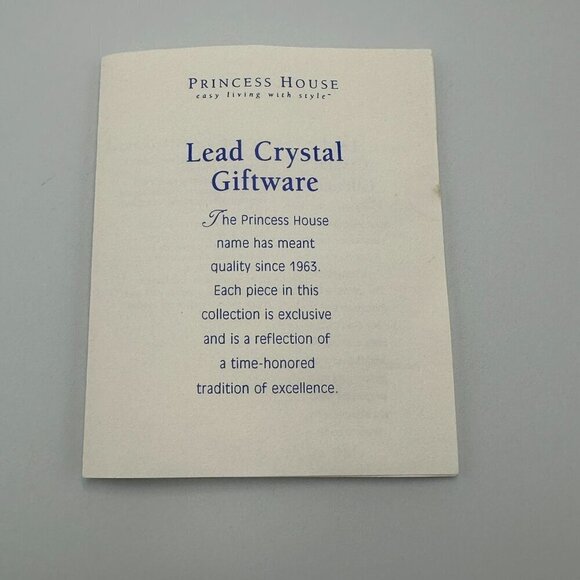 PRINCESS HOUSE
easy living with style™
Lead Crystal
Giftware
The Princess House
name has meant
quality since 1963.
Each piece in this
collection is exclusive
and is a reflection of
a time-honored
tradition of excellence.